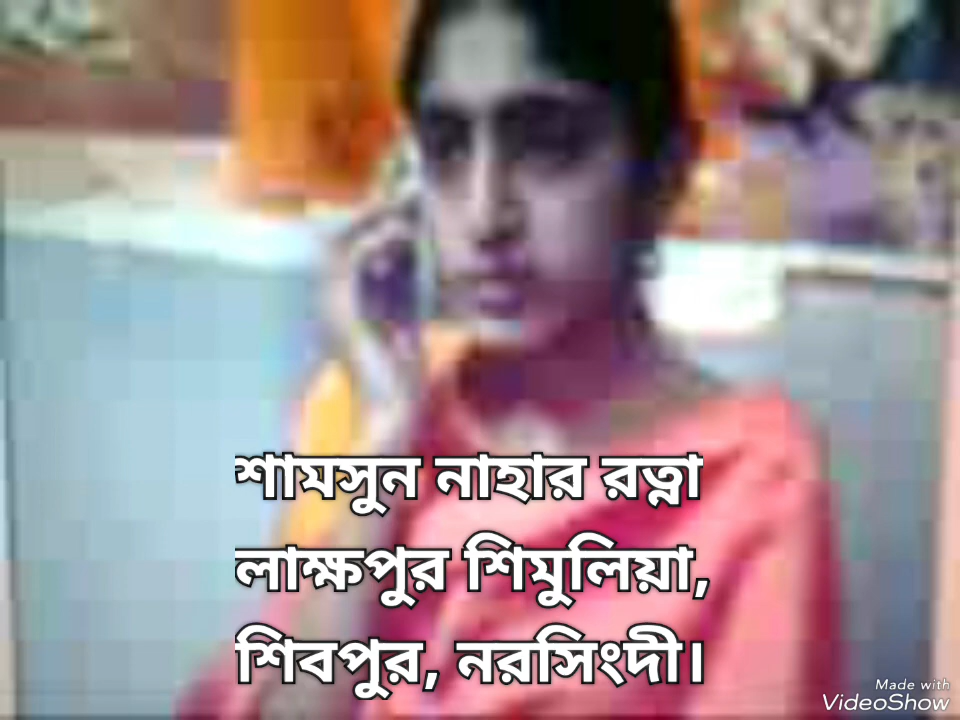 শামসুন নাহার রত্না
লাক্ষপুর শিমুলিয়া,
শিবপুর, নরসিংদী।
Made with
VideoShow